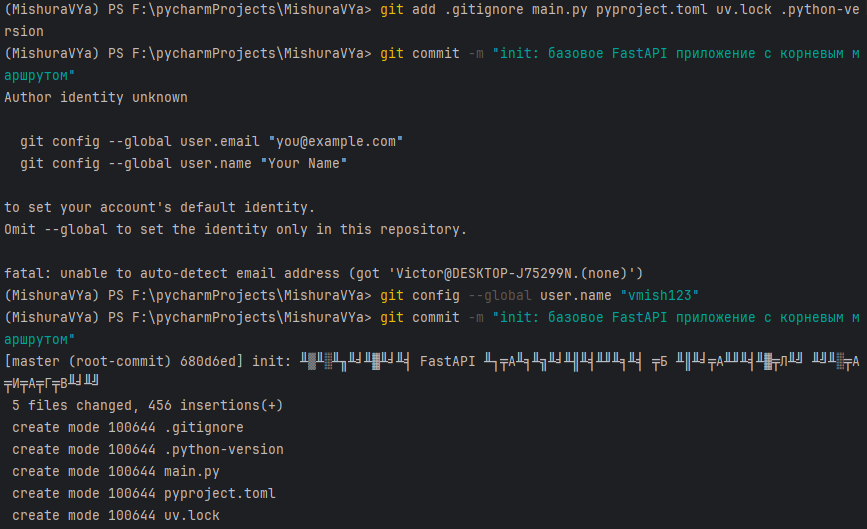 (MishuraVYa) PS F:\pycharmProjects\MishuraVYa> git add .gitignore main.py pyproject.toml uv.lock .python-ve
rsion
(MishuraVYa) PS F:\pycharmProjects\MishuraVYa> git commit -m "init: базовое FastAPI приложение с корневым м
аршрутом"
Author identity unknown
git config --global user.email "you@example.com"
git config --global user.name "Your Name"
to set your account's default identity.
Omit --global to set the identity only in this repository.
fatal: unable to auto-detect email address (got 'Victor@DESKTOP-J75299N.(none)')
(MishuraVYa) PS F:\pycharmProjects\MishuraVYa> git config --global user.name "vmish123"
(MishuraVYa) PS F:\pycharmProjects\MishuraVYa> git commit -m "init: базовое FastAPI приложение с корневым м
аршрутом"
[master (root-commit) 680d6ed] init: FastAPI
5 files changed, 456 insertions(+)
create mode 100644 .gitignore
create mode 100644 .python-version
create mode 100644 main.py
create mode 100644 pyproject.toml
create mode 100644 uv.lock